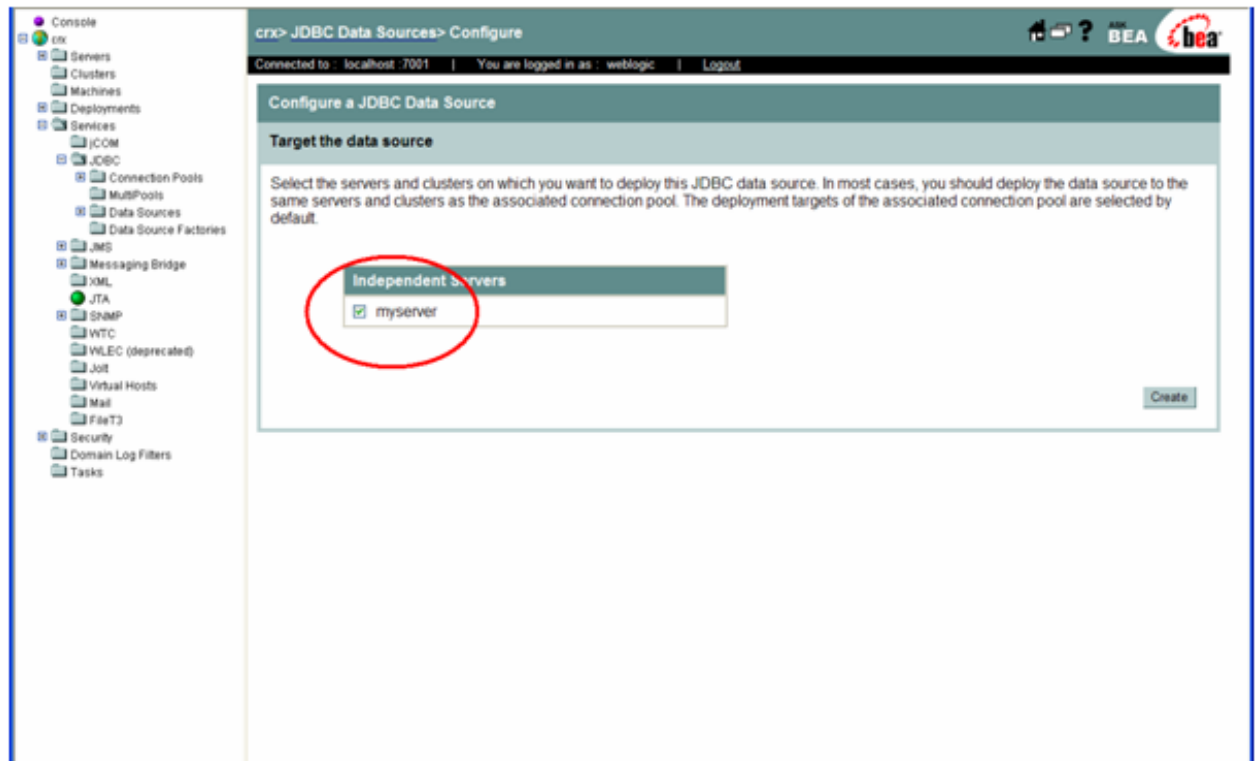 Console
crx
Servers
Clusters
Machines
Deployments
Services
jCOM
JDBC
Connection Pools
MultiPools
Data Sources
Data Source Factories
JMS
Messaging Bridge
XML
JTA
SNMP
WTC
WLEC (deprecated)
Jolt
Virtual Hosts
Mail
FileT3
Security
Domain Log Filters
Tasks
crx> JDBC Data Sources> Configure
? ASK BEA bea
Connected to : localhost :7001 | You are logged in as : weblogic | Logout
Configure a JDBC Data Source
Target the data source
Select the servers and clusters on which you want to deploy this JDBC data source. In most cases, you should deploy the data source to the
same servers and clusters as the associated connection pool. The deployment targets of the associated connection pool are selected by
default.
Independent Servers
myserver
Create